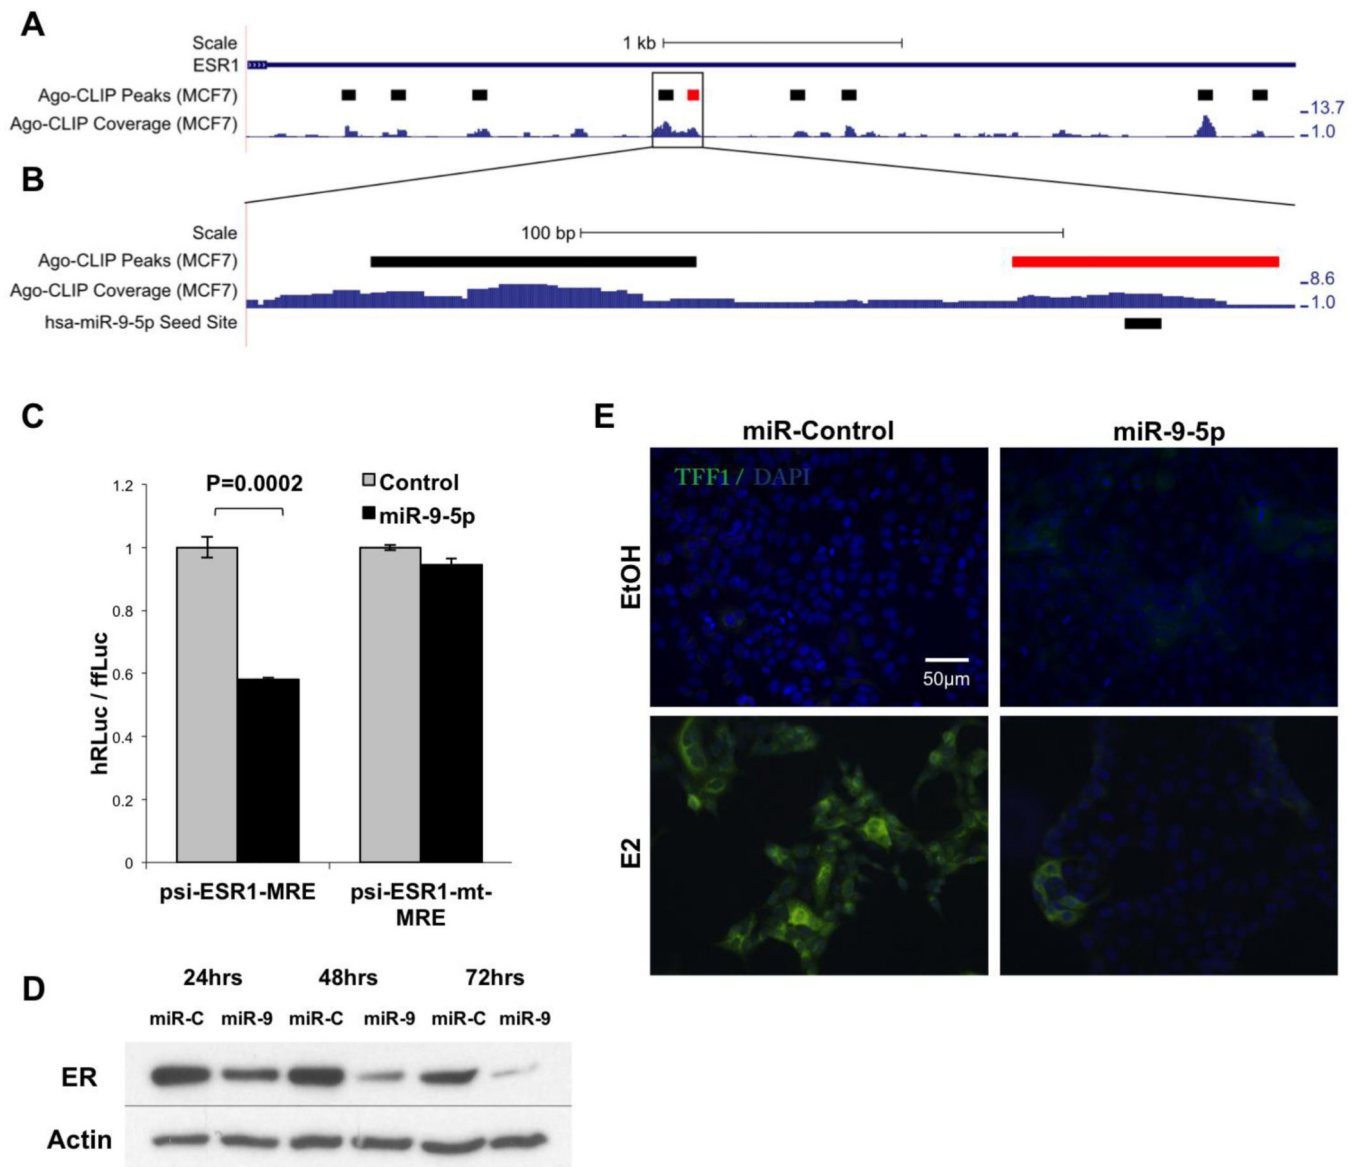 A
Scale
1 kb
ESR1
Ago-CLIP Peaks (MCF7)
Ago-CLIP Coverage (MCF7)
13.7
1.0
B
Scale
100 bp
Ago-CLIP Peaks (MCF7)
Ago-CLIP Coverage (MCF7)
8.6
1.0
hsa-miR-9-5p Seed Site
C
P=0.0002
Control
miR-9-5p
hRLuc / ffLuc
1.2
1
0.8
0.6
0.4
0.2
0
psi-ESR1-MRE
psi-ESR1-mt-
MRE
D
24hrs 48hrs 72hrs
miR-C miR-9 miR-C miR-9 miR-C miR-9
ER
Actin
E
miR-Control
miR-9-5p
EtOH
TFF1 / DAPI
50µm
E2